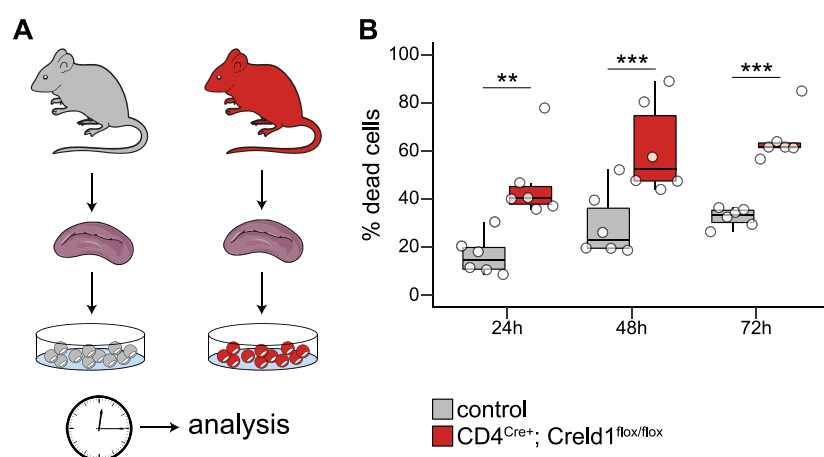 A
analysis
B
% dead cells
100
80
60
40
20
0
**
***
***
24h
48h
72h
control
CD4Cre+; Creld1flox/flox